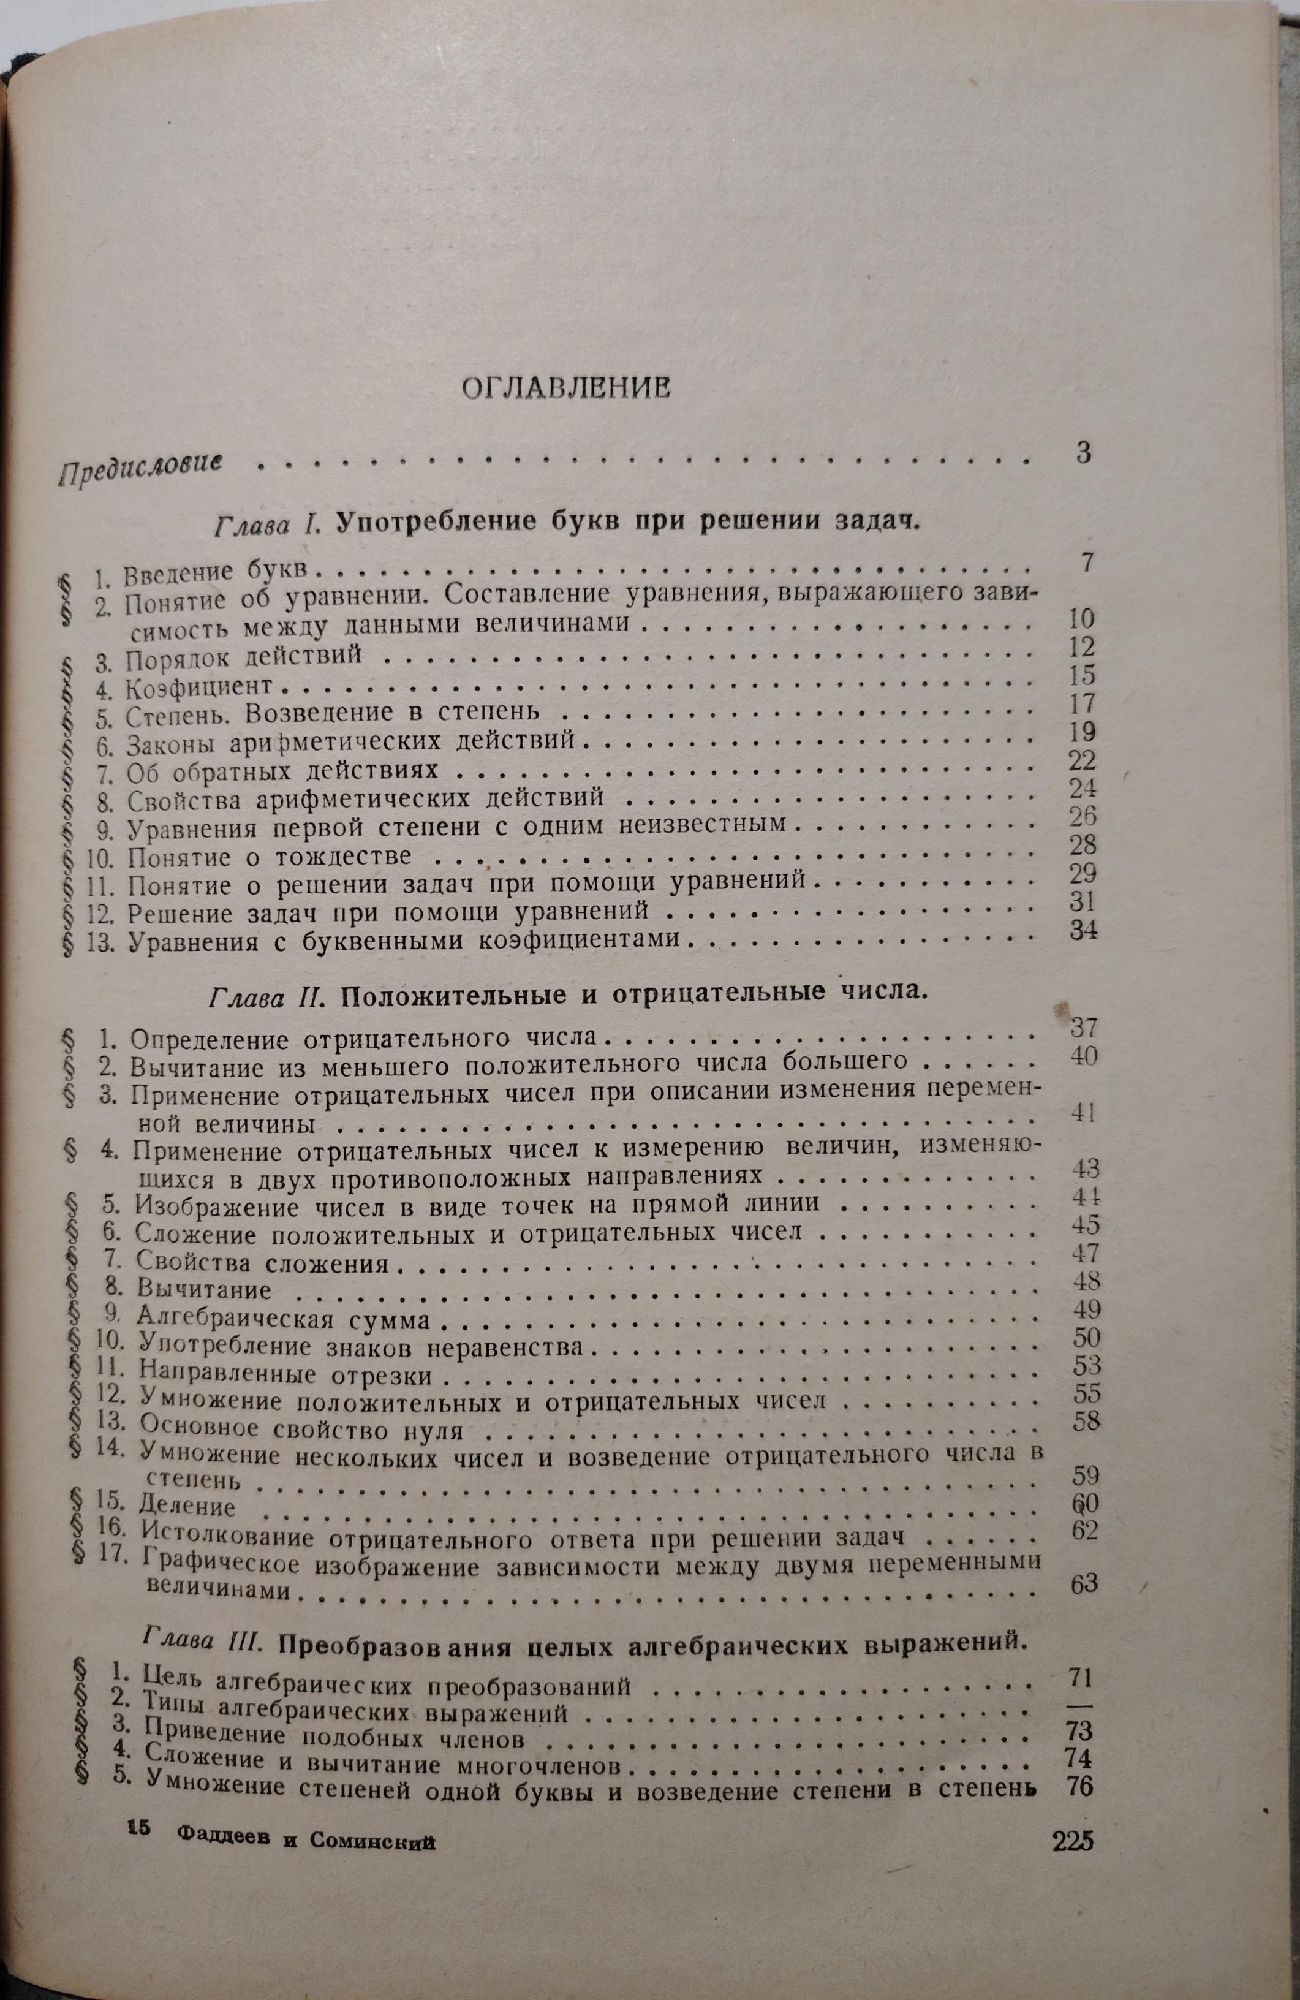 ОГЛАВЛЕНИЕ
Предисловие . . . . . . . . . . . . . . . . . . . . . . . . . . . . 3
Глава I. Употребление букв при решении задач.
§ 1. Введение букв . . . . . . . . . . . . . . . . . . . . . . . . . . 7
§ 2. Понятие об уравнении. Составление уравнения, выражающего зави-
симость между данными величинами . . . . . . . . . . . . . . 10
§ 3. Порядок действий . . . . . . . . . . . . . . . . . . . . . . . 12
§ 4. Коэфициент . . . . . . . . . . . . . . . . . . . . . . . . . . 15
§ 5. Степень. Возведение в степень . . . . . . . . . . . . . . . . . 17
§ 6. Законы арифметических действий . . . . . . . . . . . . . . . . 19
§ 7. Об обратных действиях . . . . . . . . . . . . . . . . . . . . 22
§ 8. Свойства арифметических действий . . . . . . . . . . . . . . . 24
§ 9. Уравнения первой степени с одним неизвестным . . . . . . . . . 26
§ 10. Понятие о тождестве . . . . . . . . . . . . . . . . . . . . . 28
§ 11. Понятие о решении задач при помощи уравнений . . . . . . . . 29
§ 12. Решение задач при помощи уравнений . . . . . . . . . . . . . 31
§ 13. Уравнения с буквенными коэфициентами . . . . . . . . . . . . 34
Глава II. Положительные и отрицательные числа.
§ 1. Определение отрицательного числа . . . . . . . . . . . . . . . 37
§ 2. Вычитание из меньшего положительного числа большего . . . . . . 40
§ 3. Применение отрицательных чисел при описании изменения перемен-
ной величины . . . . . . . . . . . . . . . . . . . . . . . . . 41
§ 4. Применение отрицательных чисел к измерению величин, изменяю-
щихся в двух противоположных направлениях . . . . . . . . . . 43
§ 5. Изображение чисел в виде точек на прямой линии . . . . . . . . 44
§ 6. Сложение положительных и отрицательных чисел . . . . . . . . 45
§ 7. Свойства сложения . . . . . . . . . . . . . . . . . . . . . . 47
§ 8. Вычитание . . . . . . . . . . . . . . . . . . . . . . . . . . 48
§ 9. Алгебраическая сумма . . . . . . . . . . . . . . . . . . . . . 49
§ 10. Употребление знаков неравенства . . . . . . . . . . . . . . . 50
§ 11. Направленные отрезки . . . . . . . . . . . . . . . . . . . . 53
§ 12. Умножение положительных и отрицательных чисел . . . . . . . . 55
§ 13. Основное свойство нуля . . . . . . . . . . . . . . . . . . . 58
§ 14. Умножение нескольких чисел и возведение отрицательного числа в
степень . . . . . . . . . . . . . . . . . . . . . . . . . . . 59
§ 15. Деление . . . . . . . . . . . . . . . . . . . . . . . . . . . 60
§ 16. Истолкование отрицательного ответа при решении задач . . . . . . 62
§ 17. Графическое изображение зависимости между двумя переменными
величинами . . . . . . . . . . . . . . . . . . . . . . . . . . 63
Глава III. Преобразования целых алгебраических выражений.
§ 1. Цель алгебраических преобразований . . . . . . . . . . . . . . 71
§ 2. Типы алгебраических выражений . . . . . . . . . . . . . . . . —
§ 3. Приведение подобных членов . . . . . . . . . . . . . . . . . . 73
§ 4. Сложение и вычитание многочленов . . . . . . . . . . . . . . . 74
§ 5. Умножение степеней одной буквы и возведение степени в степень 76
15 Фаддеев и Соминский 225